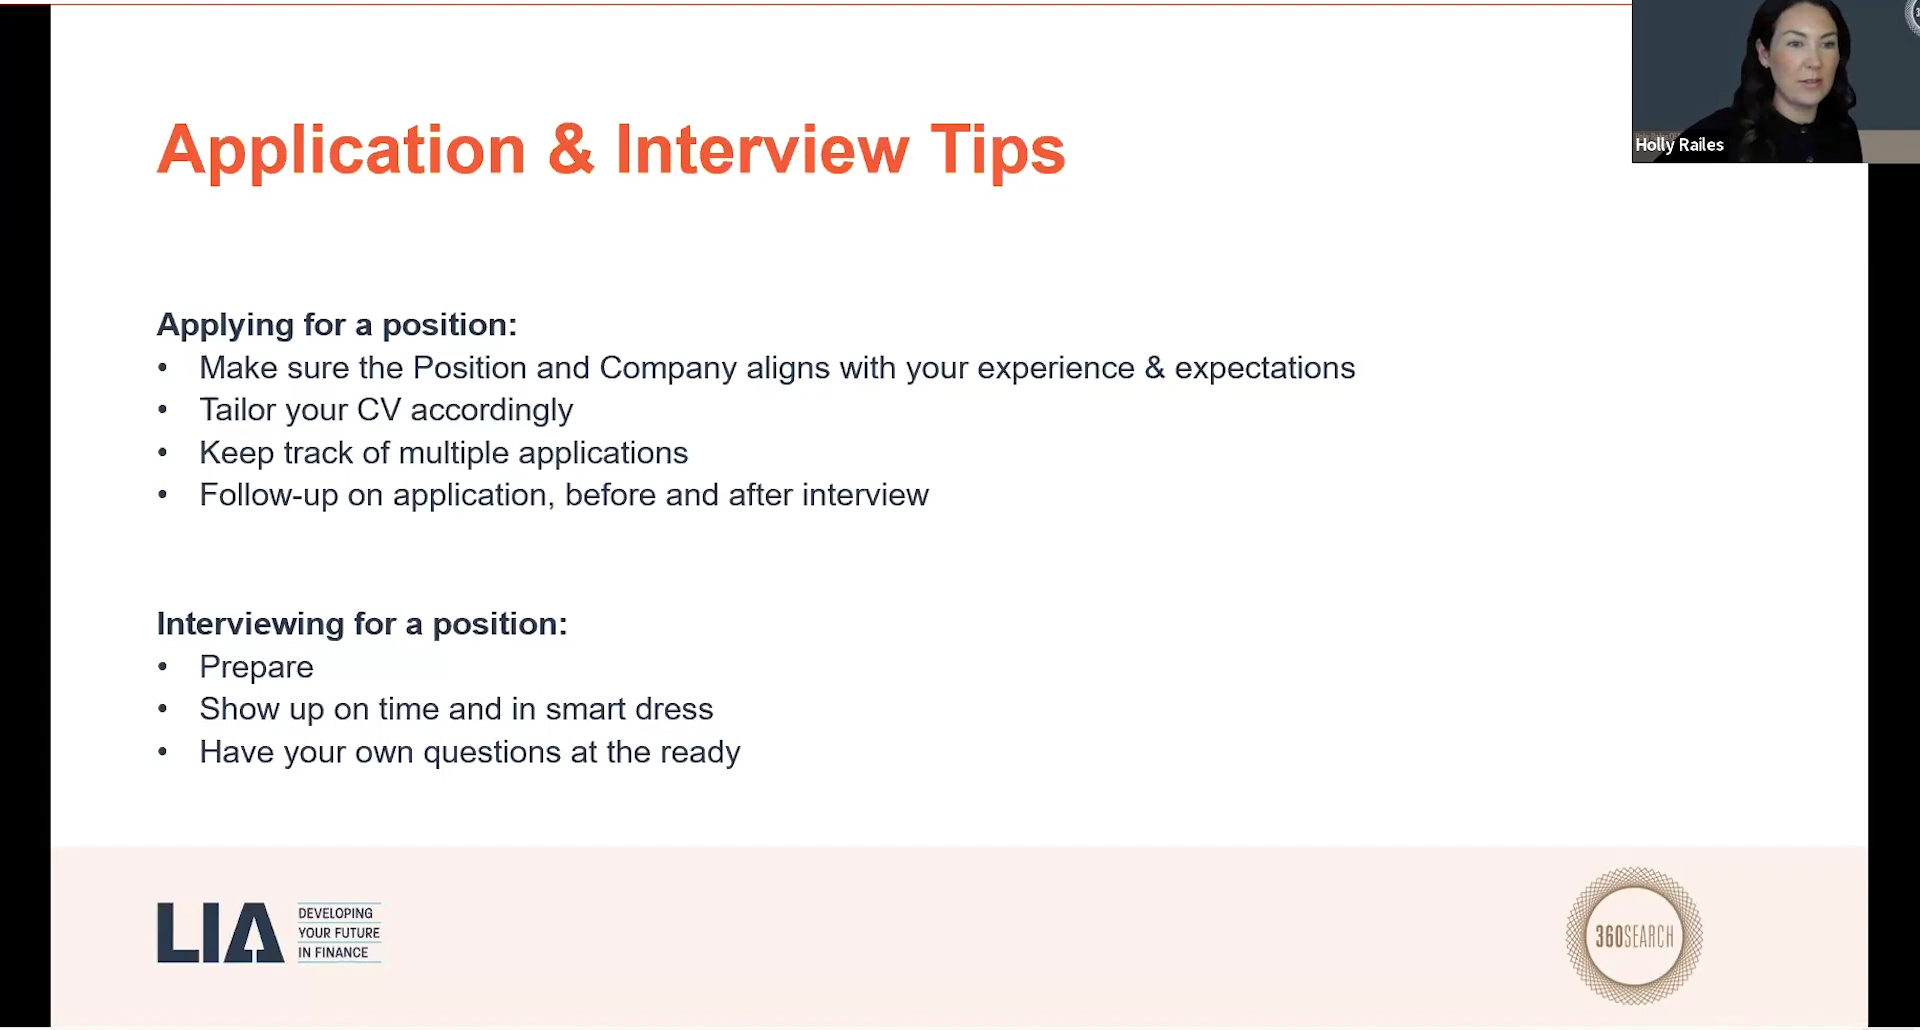 Application & Interview Tips
Holly Railes
Applying for a position:
• Make sure the Position and Company aligns with your experience & expectations
• Tailor your CV accordingly
• Keep track of multiple applications
• Follow-up on application, before and after interview
Interviewing for a position:
• Prepare
• Show up on time and in smart dress
• Have your own questions at the ready
LIA
DEVELOPING
YOUR FUTURE
IN FINANCE
360SEARCH